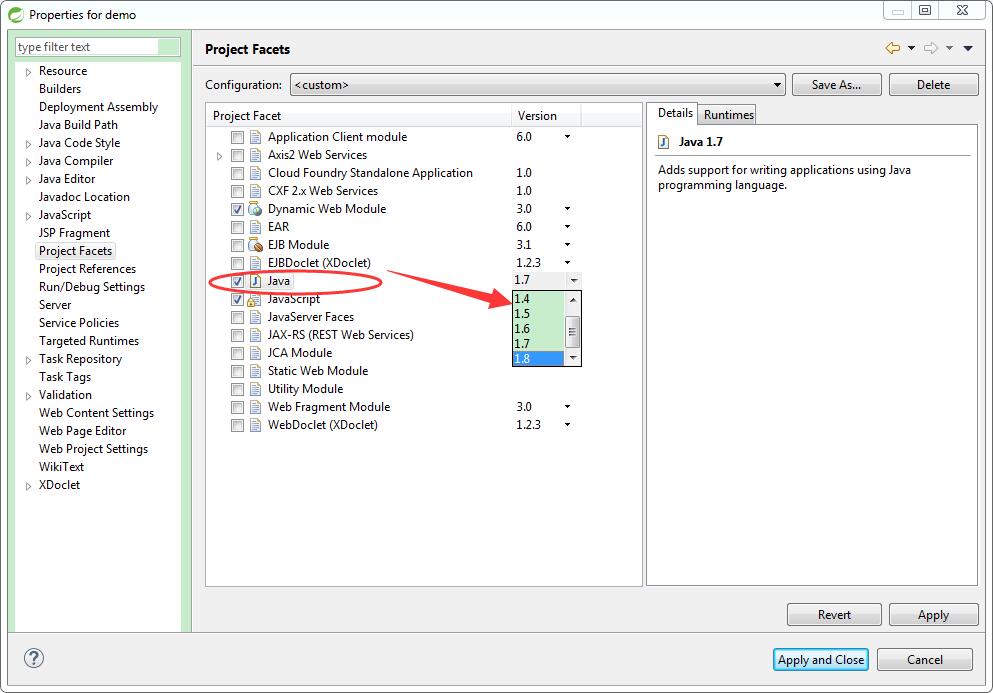 Properties for demo
type filter text
Resource
Builders
Deployment Assembly
Java Build Path
Java Code Style
Java Compiler
Java Editor
Javadoc Location
JavaScript
JSP Fragment
Project Facets
Project References
Run/Debug Settings
Server
Service Policies
Targeted Runtimes
Task Repository
Task Tags
Validation
Web Content Settings
Web Page Editor
Web Project Settings
WikiText
XDoclet
Project Facets
Configuration: <custom> Save As... Delete
Project Facet Version
Application Client module 6.0
Axis2 Web Services
Cloud Foundry Standalone Application 1.0
CXF 2.x Web Services 1.0
Dynamic Web Module 3.0
EAR 6.0
EJB Module 3.1
EJBDoclet (XDoclet) 1.2.3
Java 1.7
JavaScript
JavaServer Faces
JAX-RS (REST Web Services)
JCA Module
Static Web Module
Utility Module
Web Fragment Module 3.0
WebDoclet (XDoclet) 1.2.3
1.4
1.5
1.6
1.7
1.8
Details Runtimes
Java 1.7
Adds support for writing applications using Java
programming language.
Revert Apply
Apply and Close Cancel